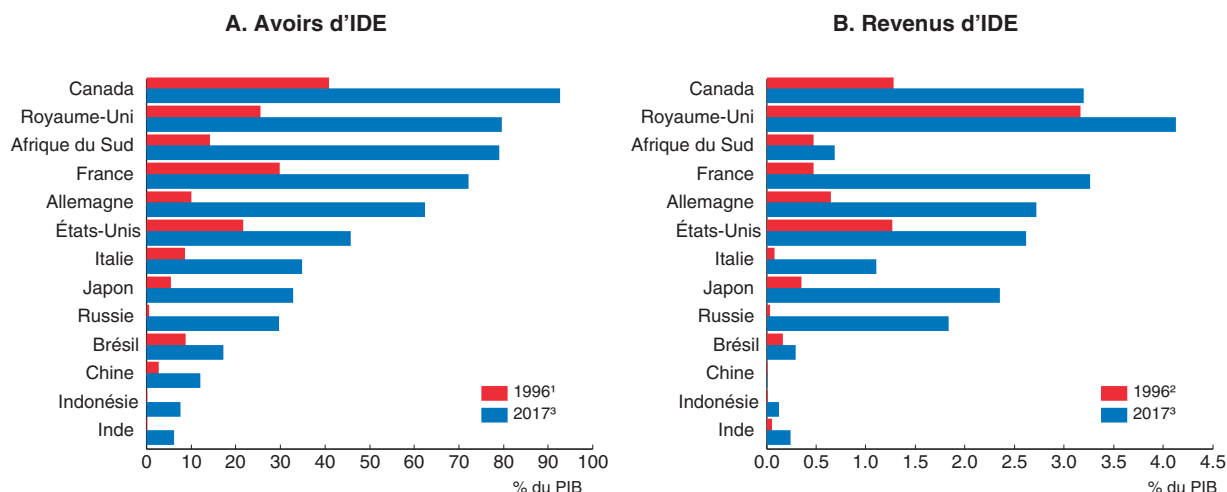 A. Avoirs d'IDE
Canada
Royaume-Uni
Afrique du Sud
France
Allemagne
États-Unis
Italie
Japon
Russie
Brésil
Chine
Indonésie
Inde
1996¹
2017³
0 10 20 30 40 50 60 70 80 90 100
% du PIB
B. Revenus d'IDE
Canada
Royaume-Uni
Afrique du Sud
France
Allemagne
États-Unis
Italie
Japon
Russie
Brésil
Chine
Indonésie
Inde
1996²
2017³
0.0 0.5 1.5 1.5 2.0 2.5 3.0 3.5 4.0 4.5
% du PIB